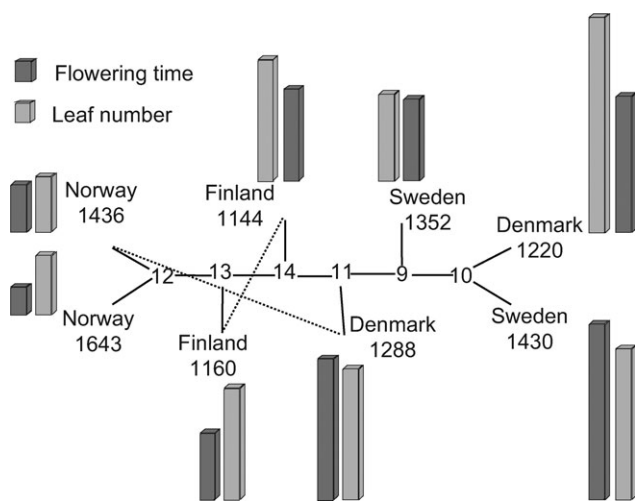 Flowering time
Leaf number
Norway
1436
Finland
1144
Sweden
1352
Denmark
1220
12
13
14
11
9
10
Norway
1643
Finland
1160
Denmark
1288
Sweden
1430